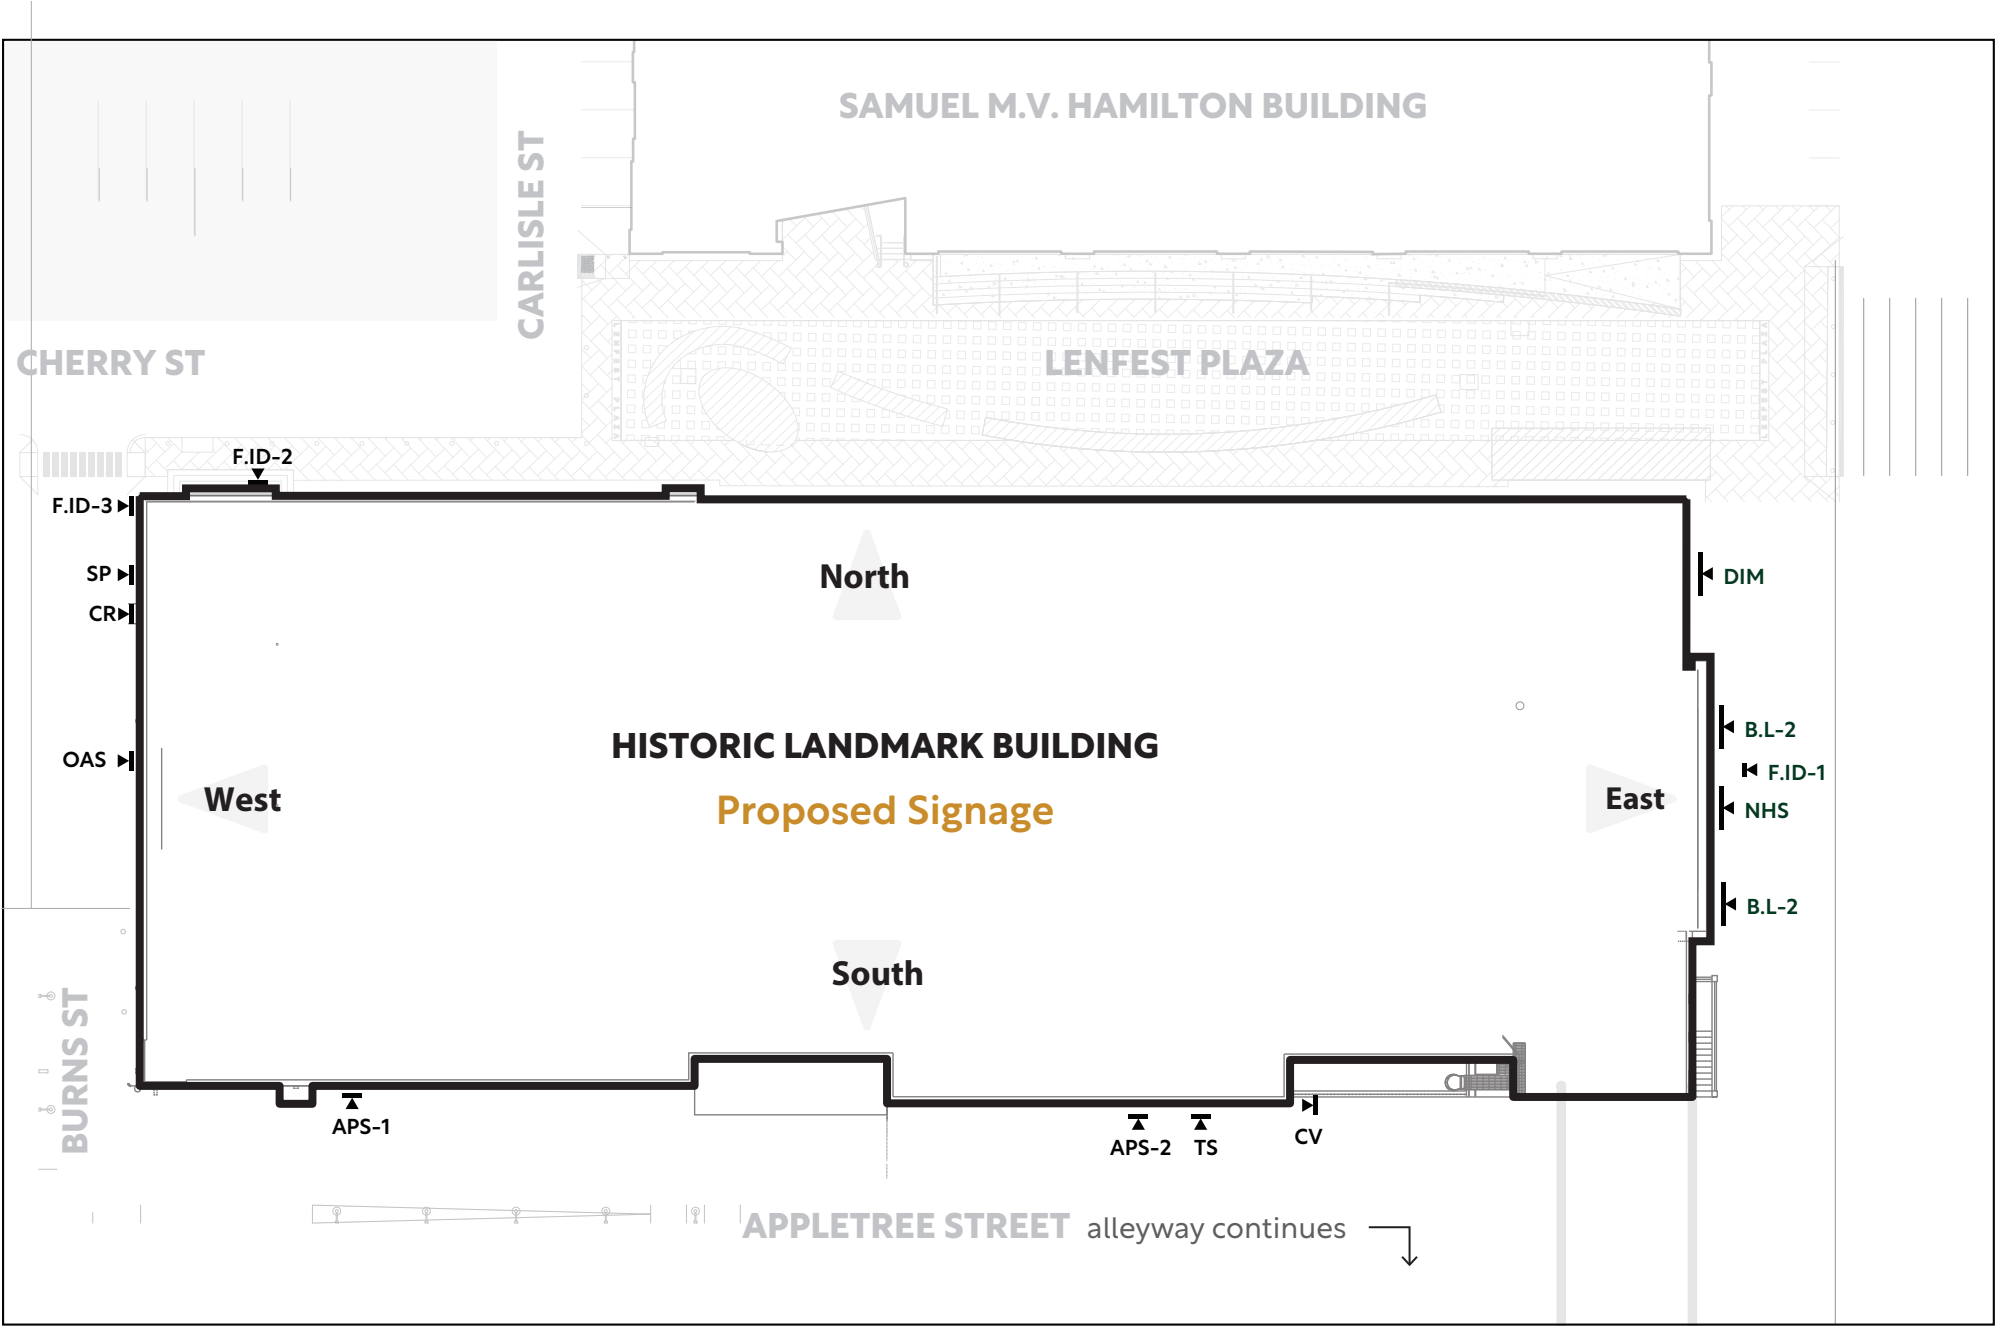 SAMUEL M.V. HAMILTON BUILDING
CARLISLE ST
CHERRY ST
LENFEST PLAZA
F.ID-2
F.ID-3
SP
CR
OAS
North
DIM
HISTORIC LANDMARK BUILDING
Proposed Signage
West
East
B.L-2
F.ID-1
NHS
B.L-2
South
BURNS ST
APS-1
APS-2
TS
CV
APPLETREE STREET alleyway continues